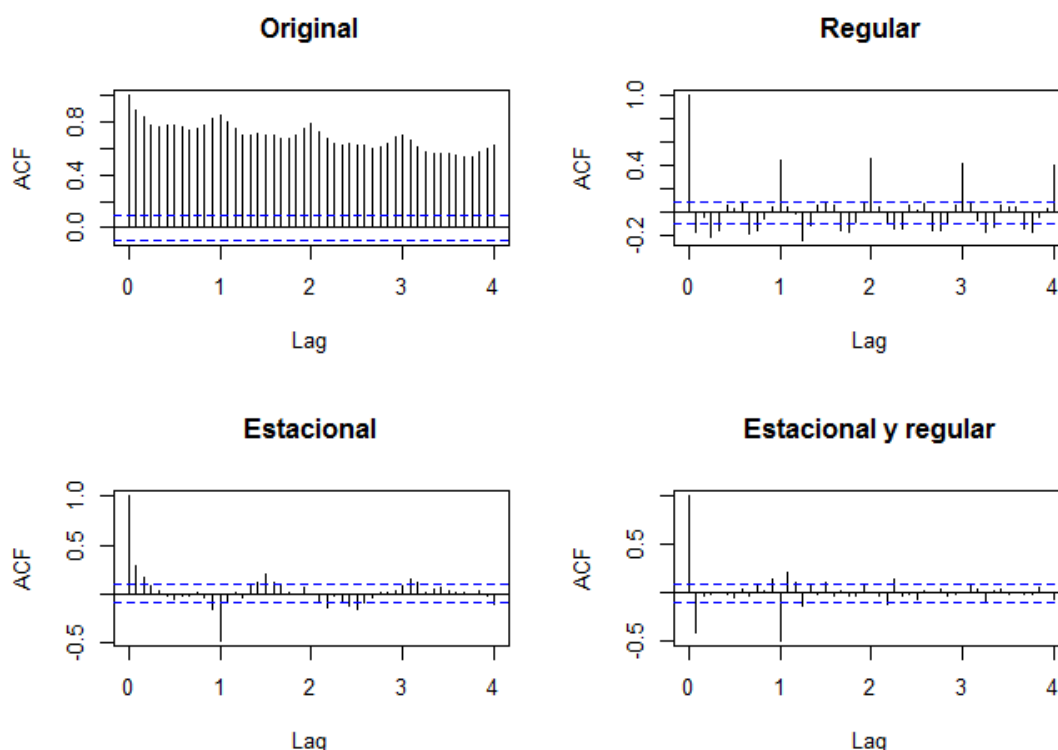 Original
ACF
0.0 0.4 0.8
0 1 2 3 4
Lag
Regular
ACF
-0.2 0.4 1.0
0 1 2 3 4
Lag
Estacional
ACF
-0.5 0.5 1.0
0 1 2 3 4
Lag
Estacional y regular
ACF
-0.5 0.5
0 1 2 3 4
Lag